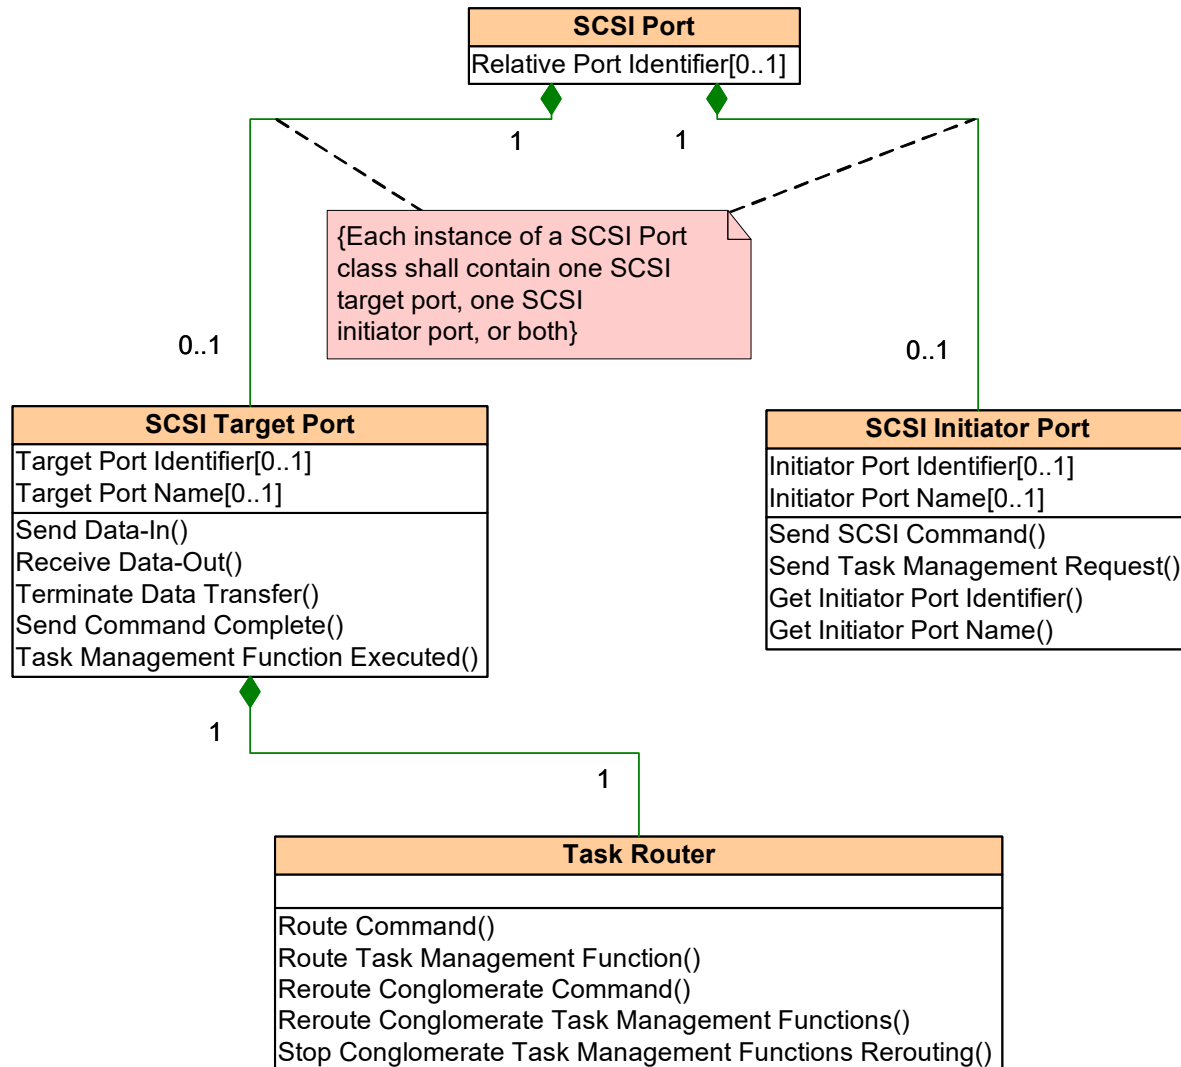 SCSI Port
Relative Port Identifier[0..1]
1
1
{Each instance of a SCSI Port
class shall contain one SCSI
target port, one SCSI
initiator port, or both}
0..1
0..1
SCSI Target Port
Target Port Identifier[0..1]
Target Port Name[0..1]
Send Data-In()
Receive Data-Out()
Terminate Data Transfer()
Send Command Complete()
Task Management Function Executed()
SCSI Initiator Port
Initiator Port Identifier[0..1]
Initiator Port Name[0..1]
Send SCSI Command()
Send Task Management Request()
Get Initiator Port Identifier()
Get Initiator Port Name()
1
1
Task Router
Route Command()
Route Task Management Function()
Reroute Conglomerate Command()
Reroute Conglomerate Task Management Functions()
Stop Conglomerate Task Management Functions Rerouting()